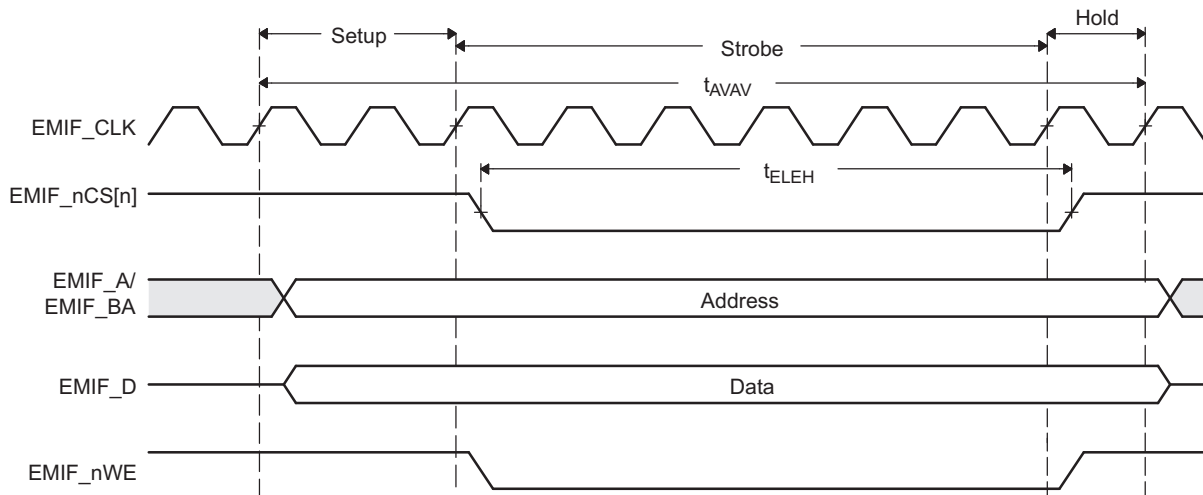 Setup
Strobe
Hold
tAVAV
EMIF_CLK
tELEH
EMIF_nCS[n]
EMIF_A/
EMIF_BA
Address
EMIF_D
Data
EMIF_nWE